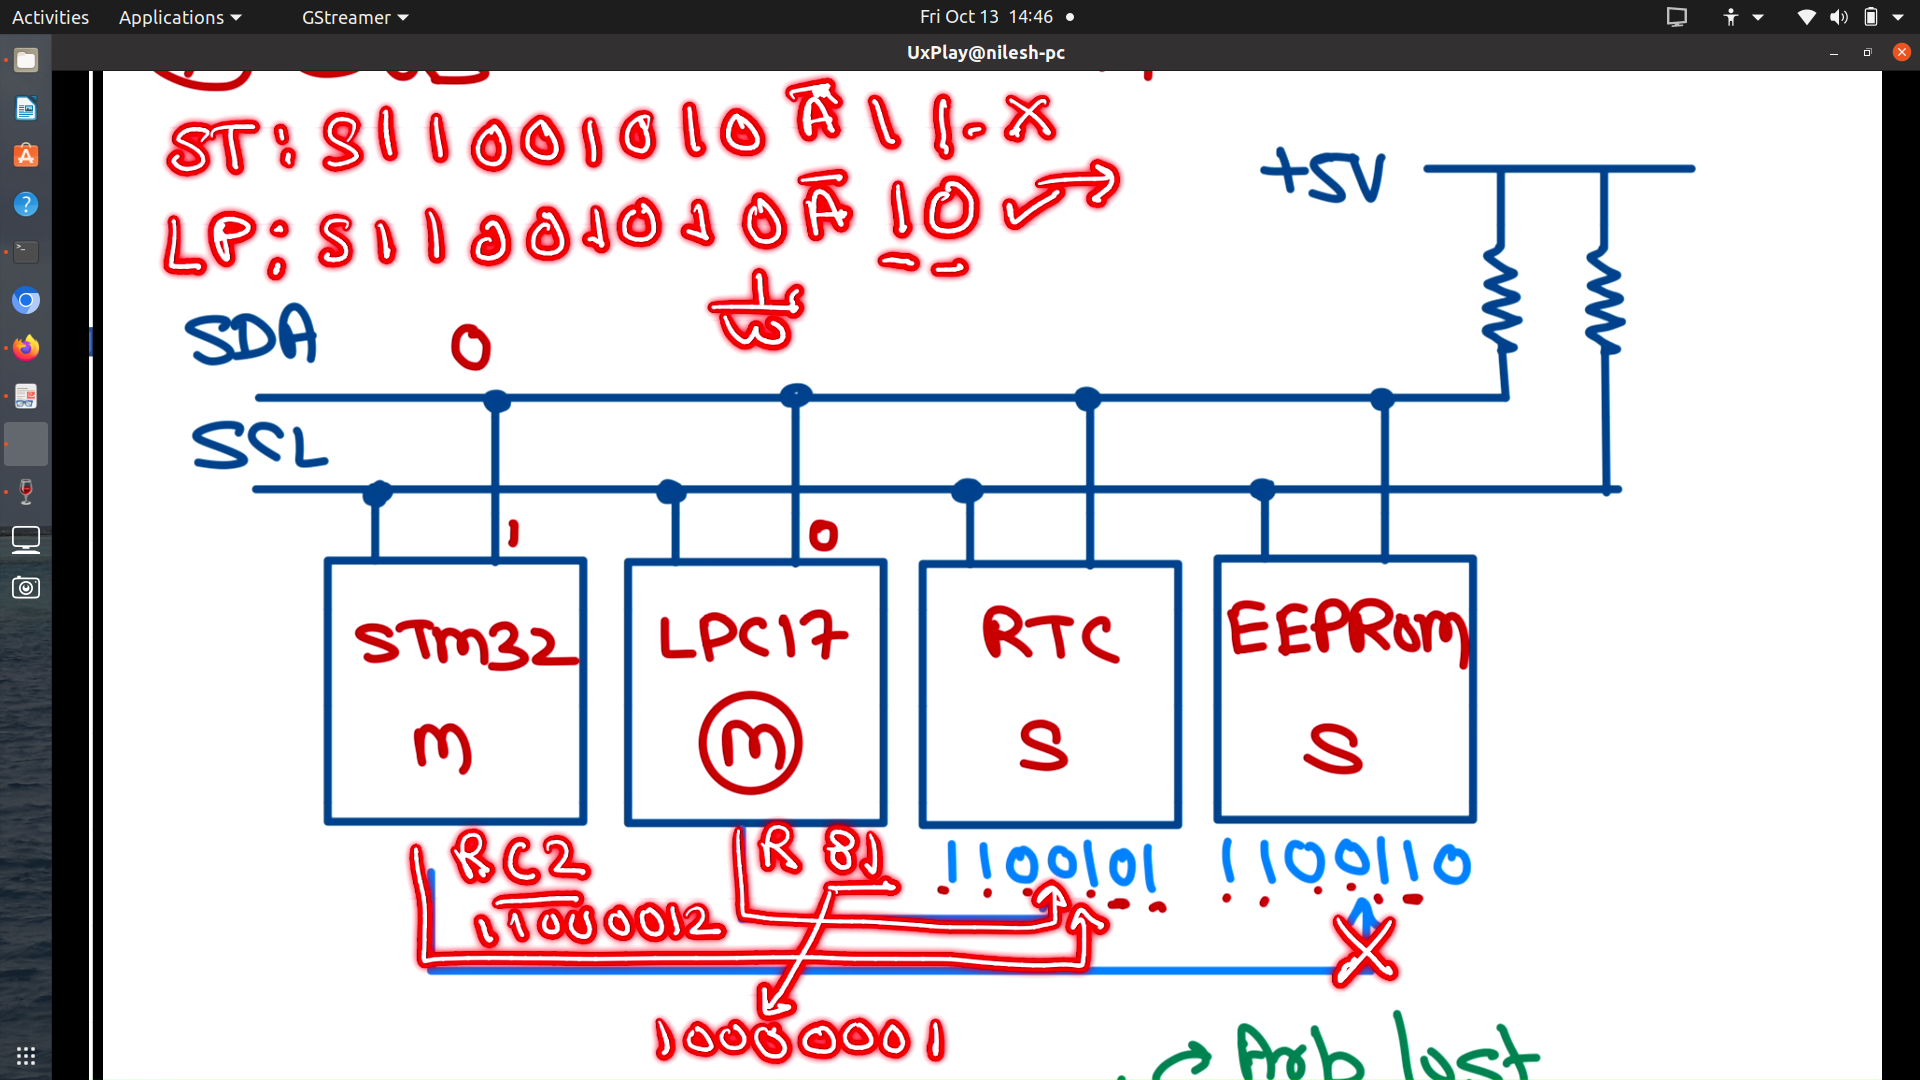 Activities Applications GStreamer Fri Oct 13 14:46
UxPlay@nilesh-pc
ST: S 1 1 0 0 1 0 1 0 A̅ 1 1 - X
LP: S 1 1 0 0 1 0 1 0 A̅ 1 0 ✓→
+5V
SDA 0
SCL
1 0
STM32 LPC17 RTC EEPROM
M M S S
R C2 R 81 1100101 1100110
X
10000001
Arb lost